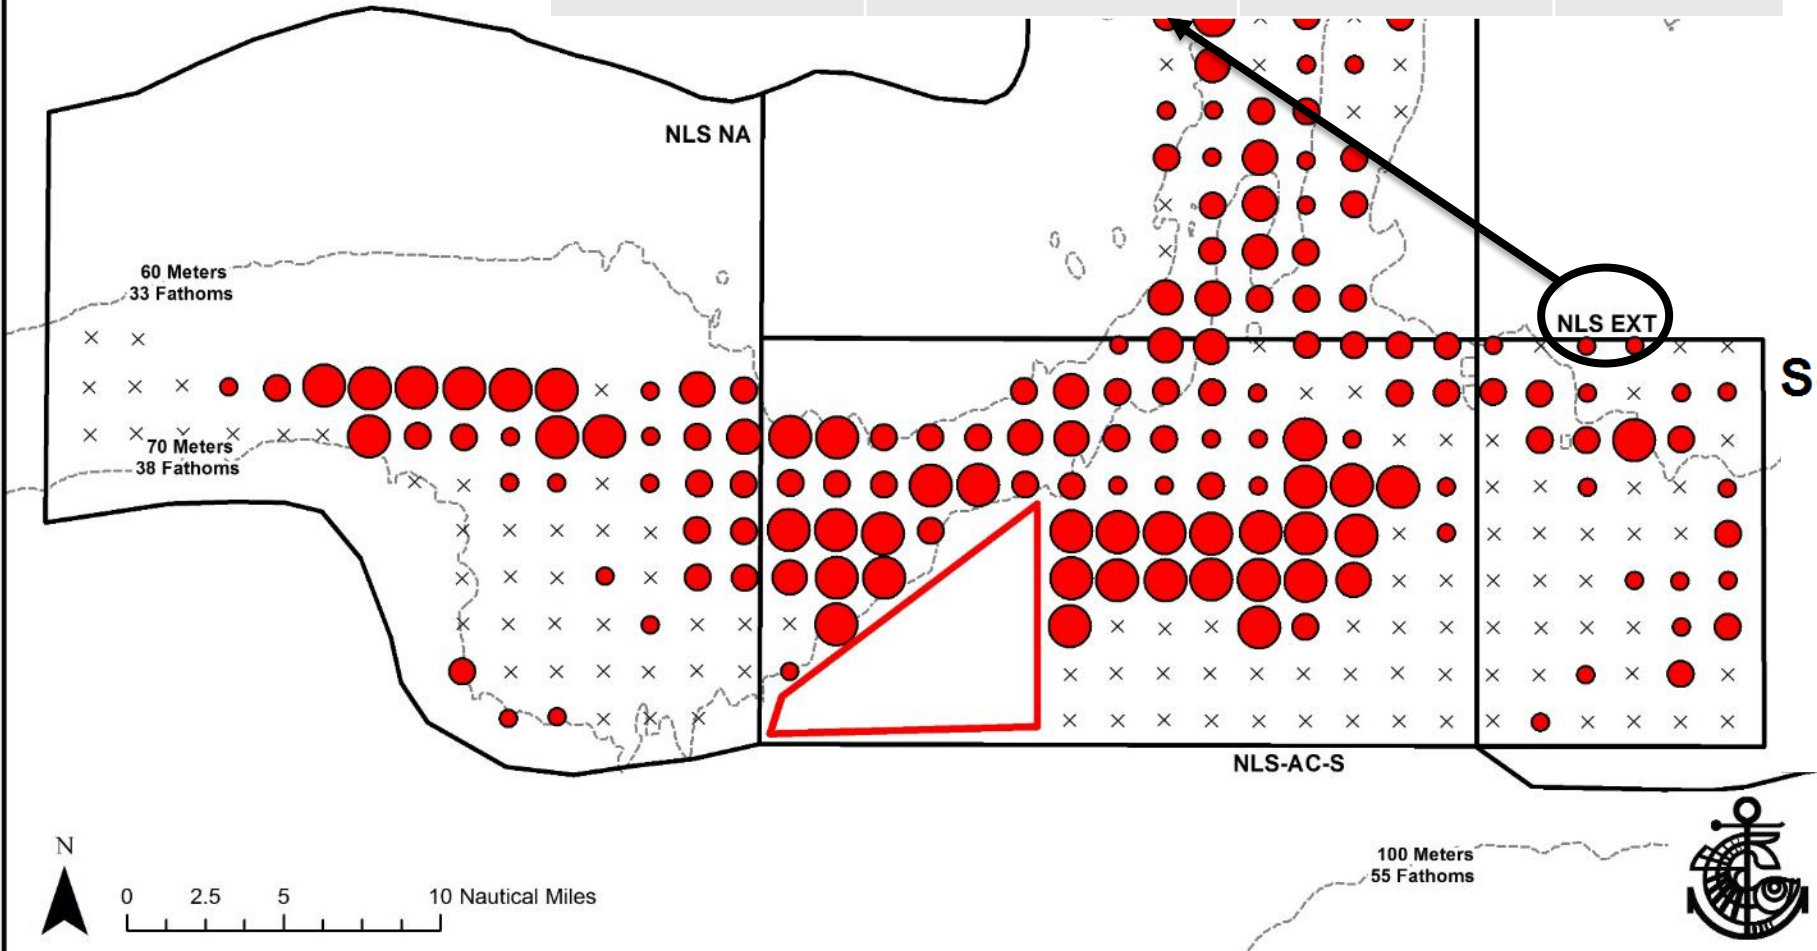 NLS NA
60 Meters
33 Fathoms
NLS EXT
S
70 Meters
38 Fathoms
NLS-AC-S
N
100 Meters
55 Fathoms
0 2.5 5 10 Nautical Miles